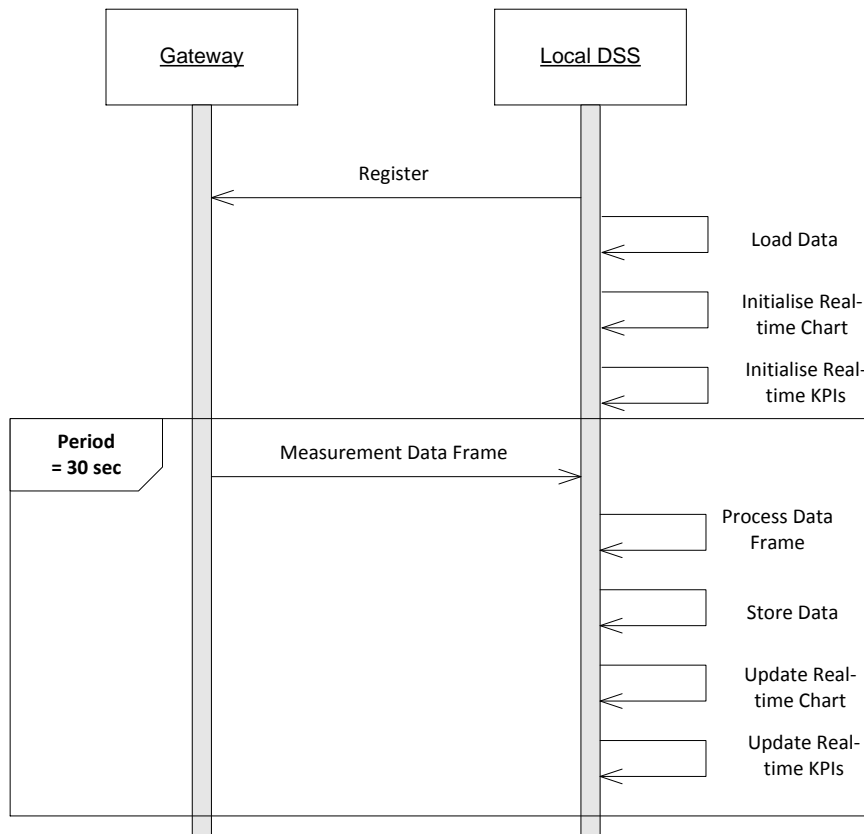 Gateway
Local DSS
Register
Load Data
Initialise Real-
time Chart
Initialise Real-
time KPIs
Period
= 30 sec
Measurement Data Frame
Process Data
Frame
Store Data
Update Real-
time Chart
Update Real-
time KPIs